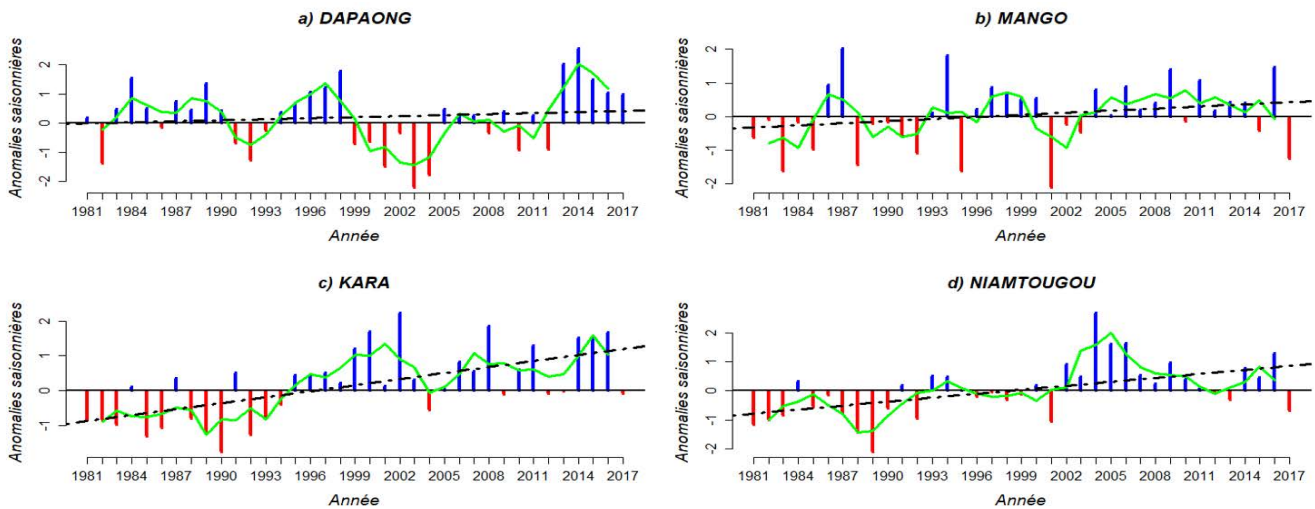 a) DAPAONG
Anomalies saisonnières
2
1
0
-1
-2
1981 1984 1987 1990 1993 1996 1999 2002 2005 2008 2011 2014 2017
Année
b) MANGO
Anomalies saisonnières
2
1
0
-1
-2
1981 1984 1987 1990 1993 1996 1999 2002 2005 2008 2011 2014 2017
Année
c) KARA
Anomalies saisonnières
2
1
0
-1
1981 1984 1987 1990 1993 1996 1999 2002 2005 2008 2011 2014 2017
Année
d) NIAMTOUGOU
Anomalies saisonnières
2
1
0
-1
-2
1981 1984 1987 1990 1993 1996 1999 2002 2005 2008 2011 2014 2017
Année